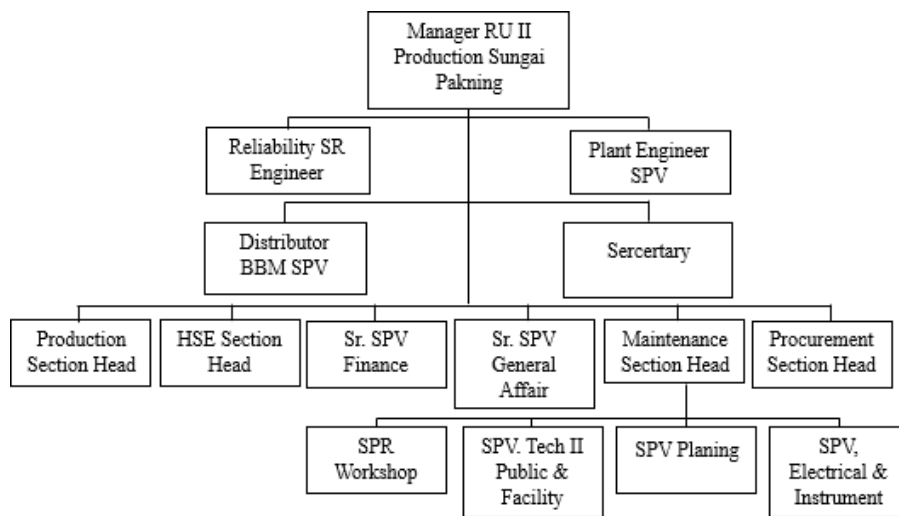 Manager RU II
Production Sungai
Pakning
Reliability SR
Engineer
Plant Engineer
SPV
Distributor
BBM SPV
Sercertary
Production
Section Head
HSE Section
Head
Sr. SPV
Finance
Sr. SPV
General
Affair
Maintenance
Section Head
Procurement
Section Head
SPR
Workshop
SPV. Tech II
Public &
Facility
SPV Planing
SPV,
Electrical &
Instrument